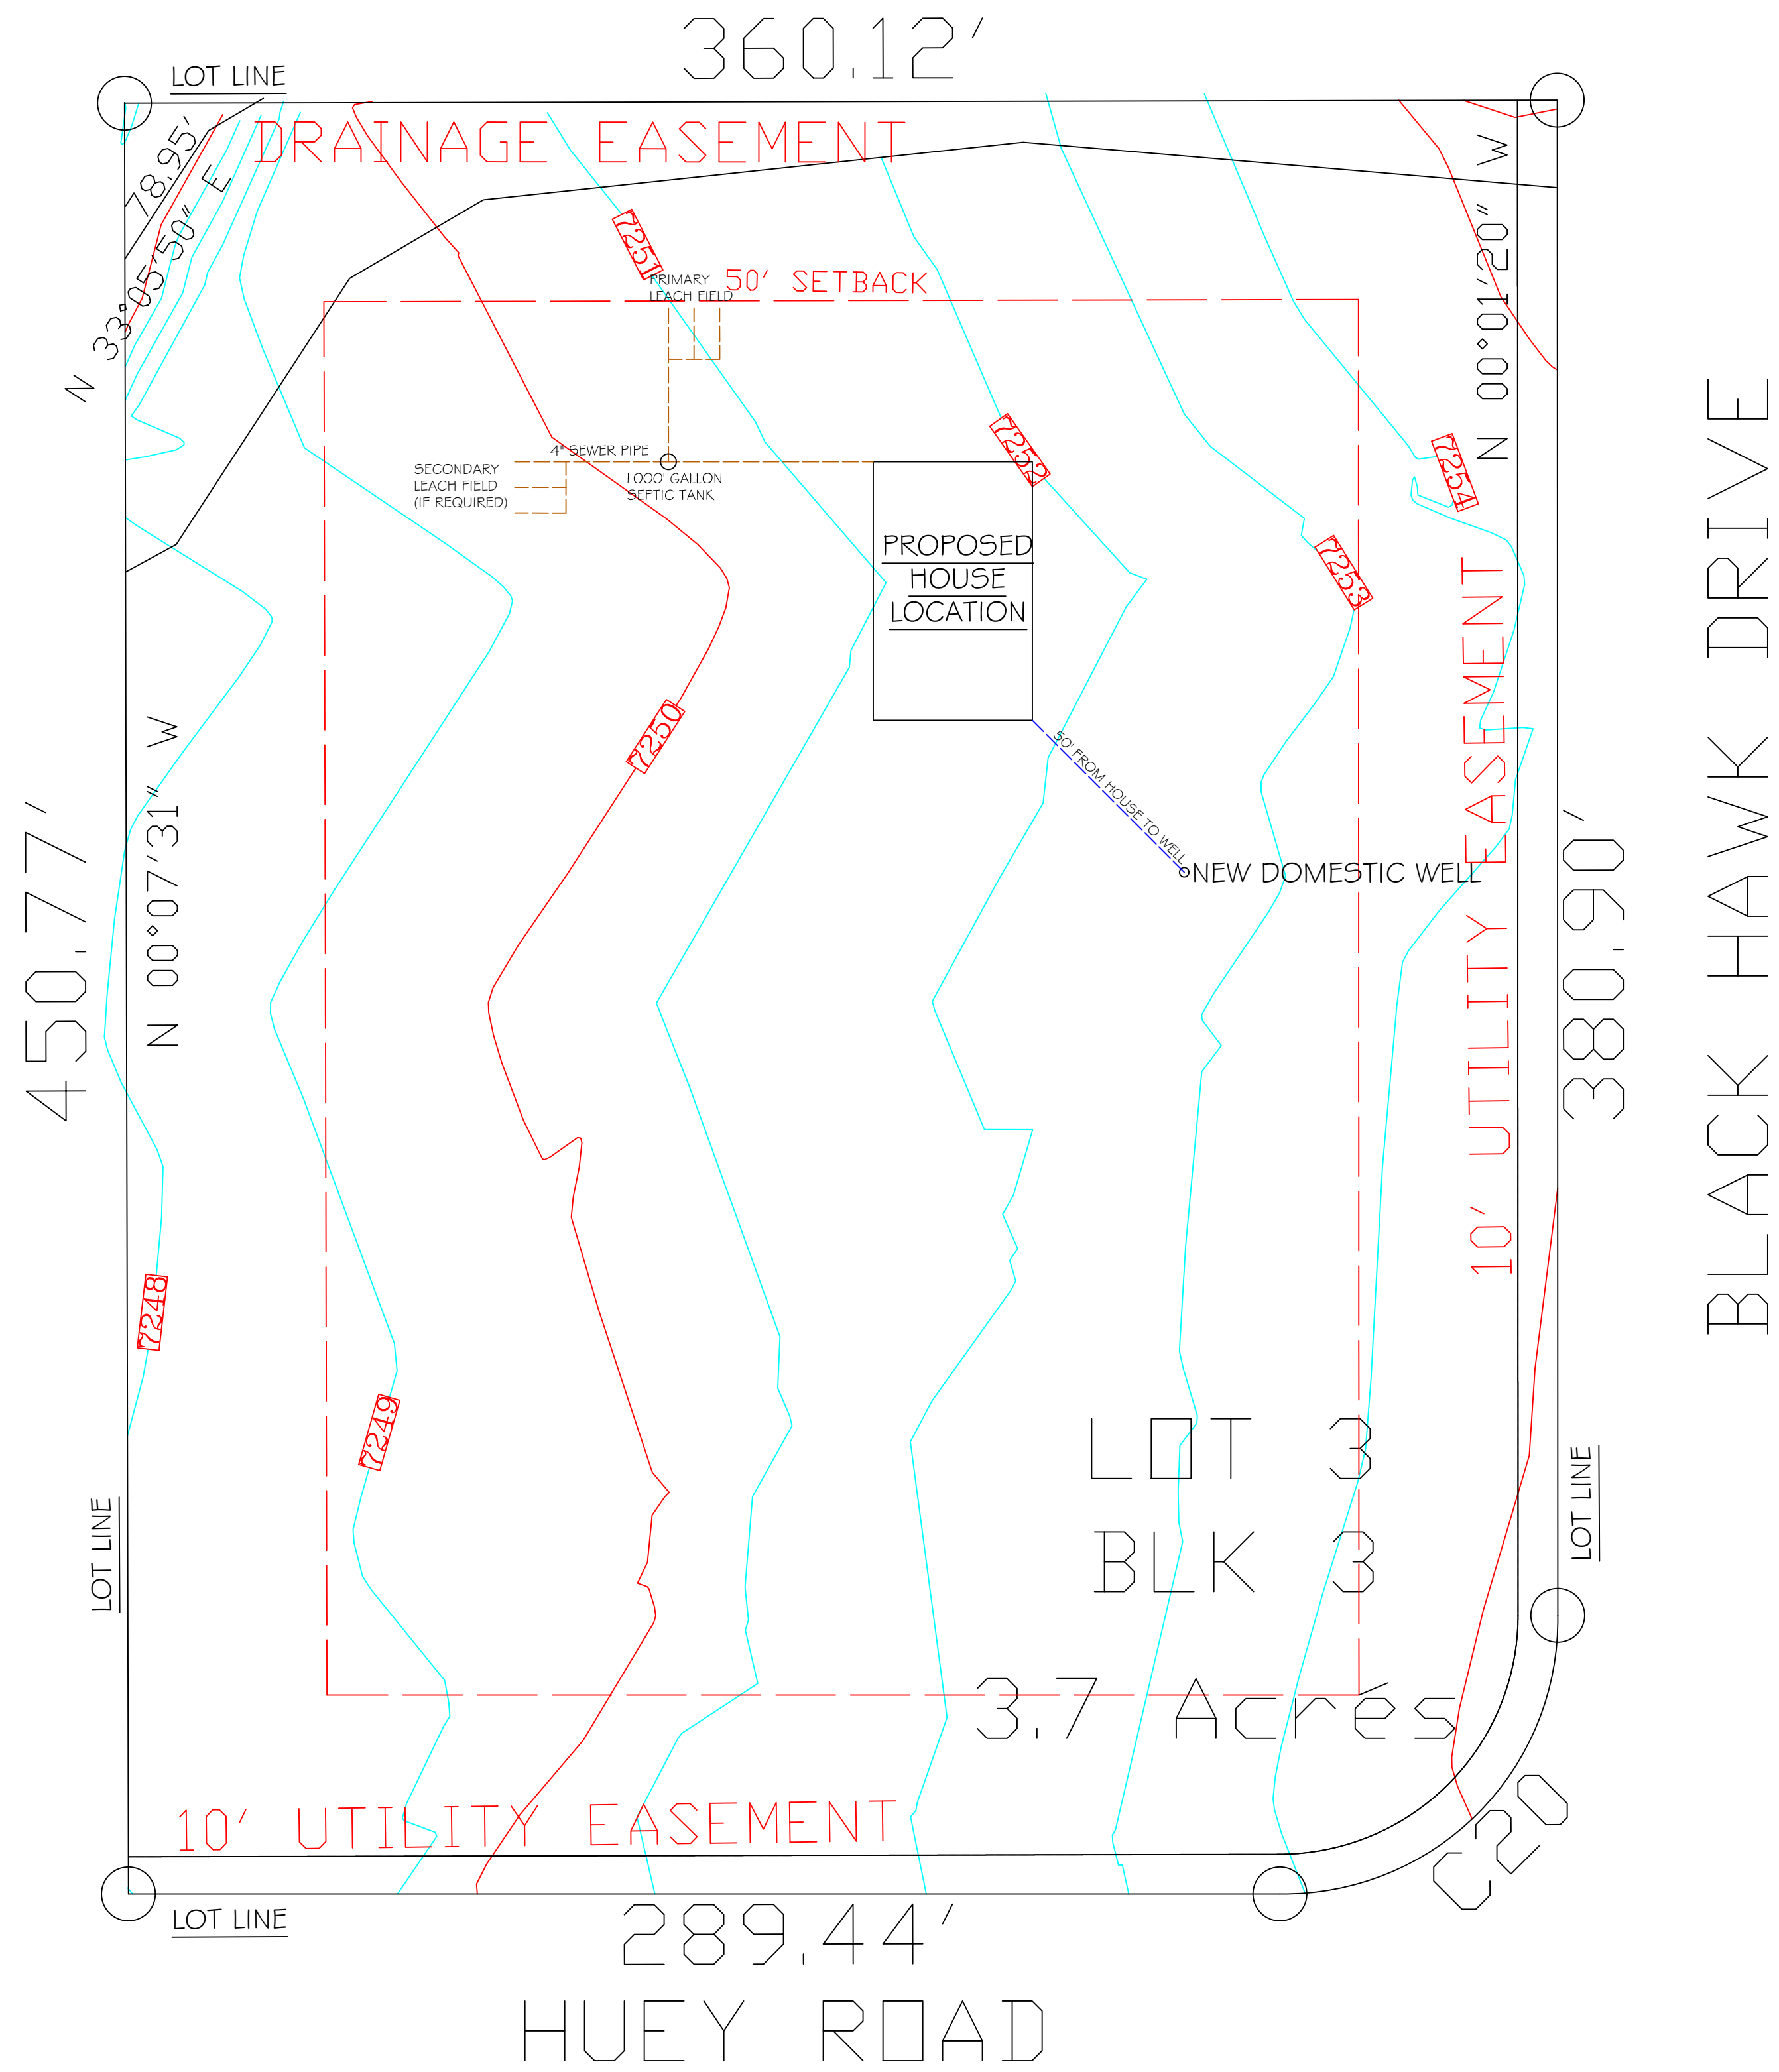 360.12'
LOT LINE
DRAINAGE EASEMENT
78.95'
N 33°05'50" E
N 00°01'20" W
7251
PRIMARY
LEACH FIELD
50' SETBACK
7252
7254
4" SEWER PIPE
SECONDARY
LEACH FIELD
(IF REQUIRED)
1000' GALLON
SEPTIC TANK
PROPOSED
HOUSE
LOCATION
7253
7250
50' FROM HOUSE TO WELL
NEW DOMESTIC WELL
10' UTILITY EASEMENT
450.77'
N 00°07'31" W
380.90'
BLACK HAWK DRIVE
7248
7249
LOT 3
BLK 3
3.7 Acres
LOT LINE
LOT LINE
10' UTILITY EASEMENT
C20
LOT LINE
289.44'
HUEY ROAD